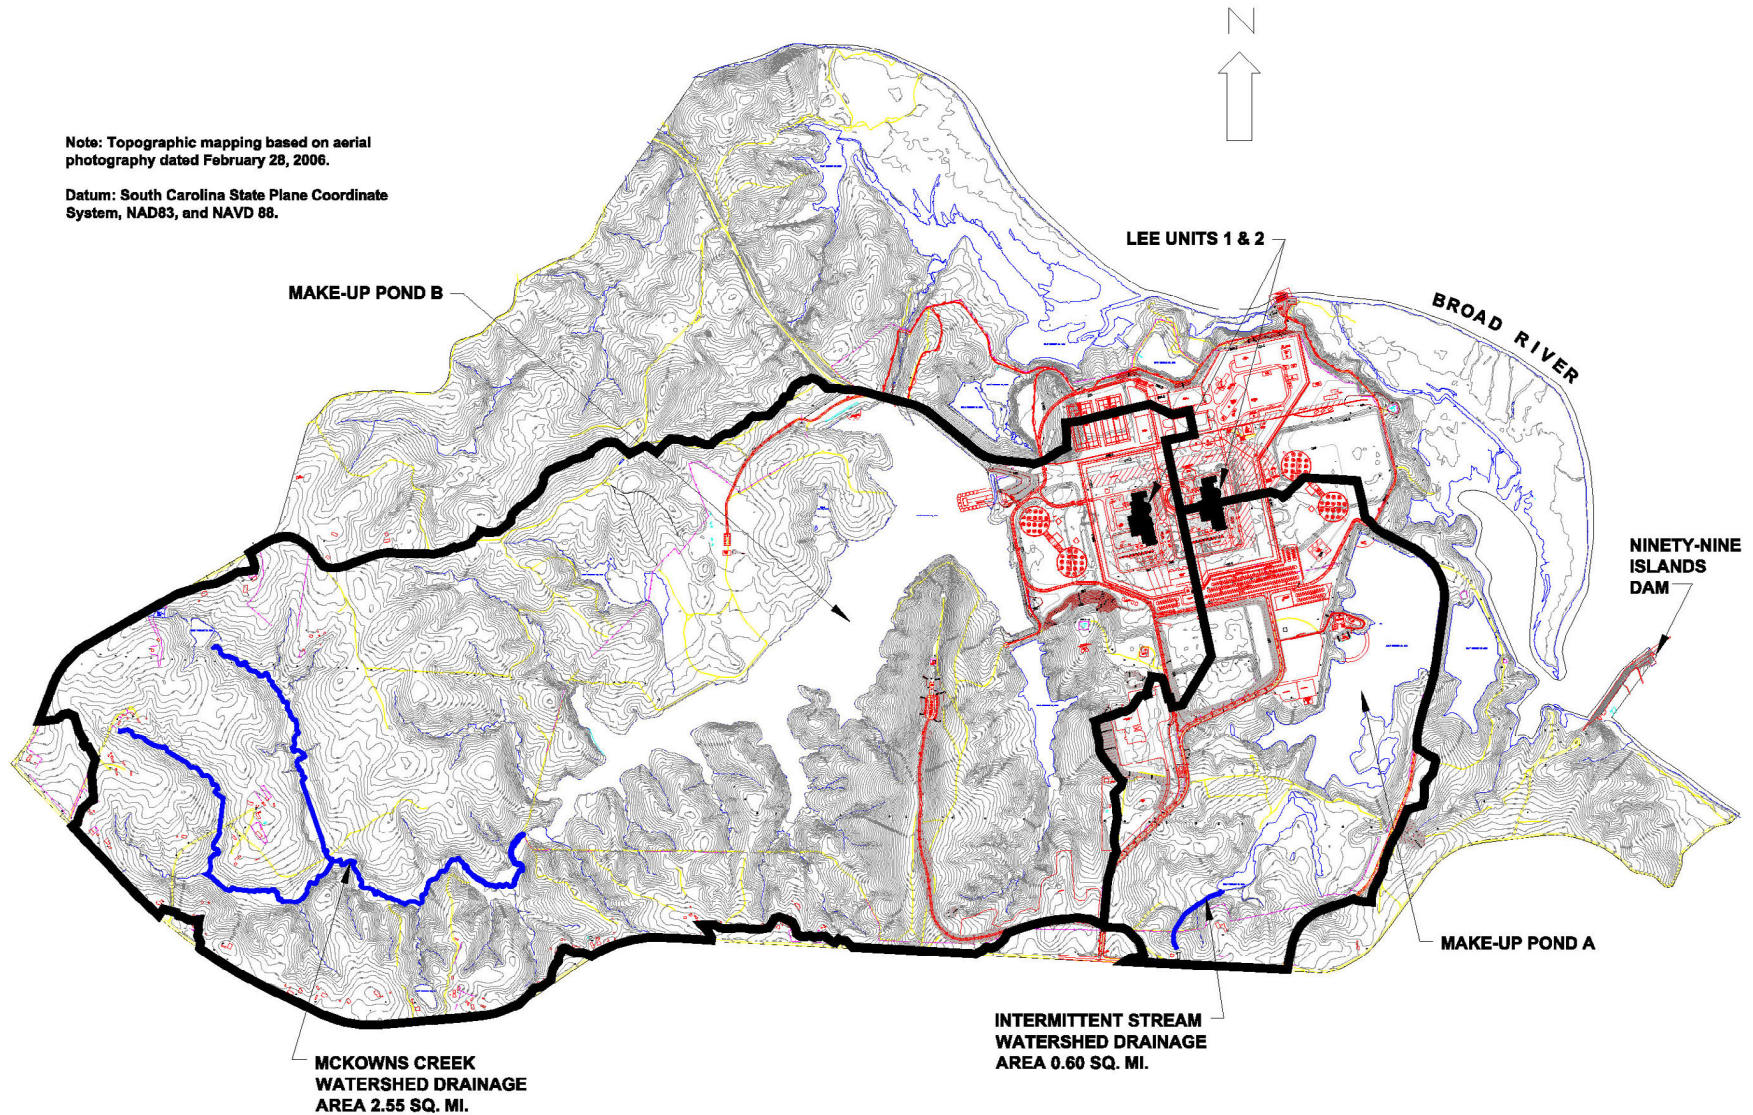 N
Note: Topographic mapping based on aerial
photography dated February 28, 2006.
Datum: South Carolina State Plane Coordinate
System, NAD83, and NAVD 88.
LEE UNITS 1 & 2
MAKE-UP POND B
BROAD RIVER
NINETY-NINE
ISLANDS
DAM
MAKE-UP POND A
INTERMITTENT STREAM
WATERSHED DRAINAGE
AREA 0.60 SQ. MI.
MCKOWNS CREEK
WATERSHED DRAINAGE
AREA 2.55 SQ. MI.